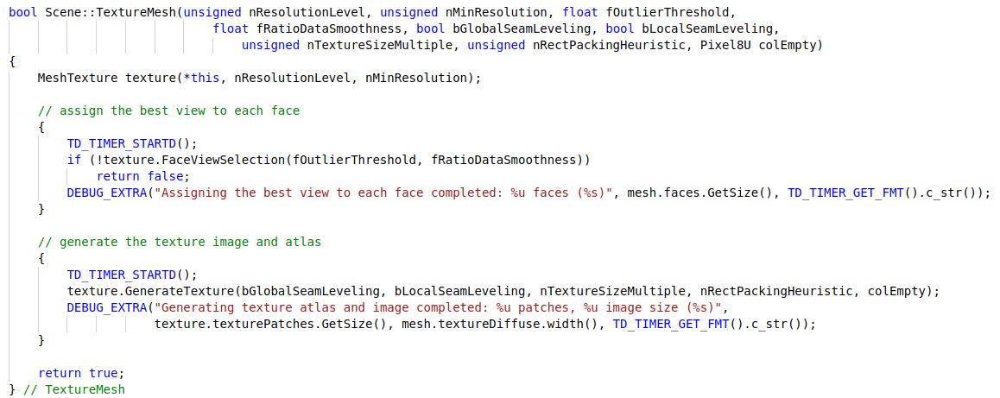 bool Scene::TextureMesh(unsigned nResolutionLevel, unsigned nMinResolution, float fOutlierThreshold,
float fRatioDataSmoothness, bool bGlobalSeamLeveling, bool bLocalSeamLeveling,
unsigned nTextureSizeMultiple, unsigned nRectPackingHeuristic, Pixel8U colEmpty)
{
MeshTexture texture(*this, nResolutionLevel, nMinResolution);
// assign the best view to each face
{
TD_TIMER_STARTD();
if (!texture.FaceViewSelection(fOutlierThreshold, fRatioDataSmoothness))
return false;
DEBUG_EXTRA("Assigning the best view to each face completed: %u faces (%s)", mesh.faces.GetSize(), TD_TIMER_GET_FMT().c_str());
}
// generate the texture image and atlas
{
TD_TIMER_STARTD();
texture.GenerateTexture(bGlobalSeamLeveling, bLocalSeamLeveling, nTextureSizeMultiple, nRectPackingHeuristic, colEmpty);
DEBUG_EXTRA("Generating texture atlas and image completed: %u patches, %u image size (%s)",
texture.texturePatches.GetSize(), mesh.textureDiffuse.width(), TD_TIMER_GET_FMT().c_str());
}
return true;
} // TextureMesh